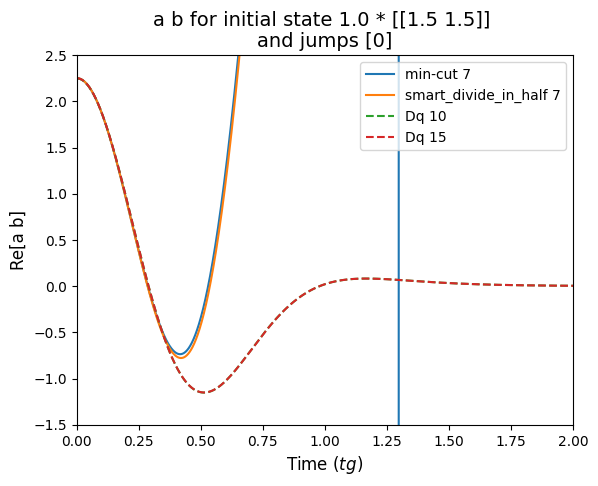 a b for initial state 1.0 * [[1.5 1.5]]
and jumps [0]
min-cut 7
smart_divide_in_half 7
Dq 10
Dq 15
Re[a b]
2.5
2.0
1.5
1.0
0.5
0.0
−0.5
−1.0
−1.5
0.00 0.25 0.50 0.75 1.00 1.25 1.50 1.75 2.00
Time (tg)